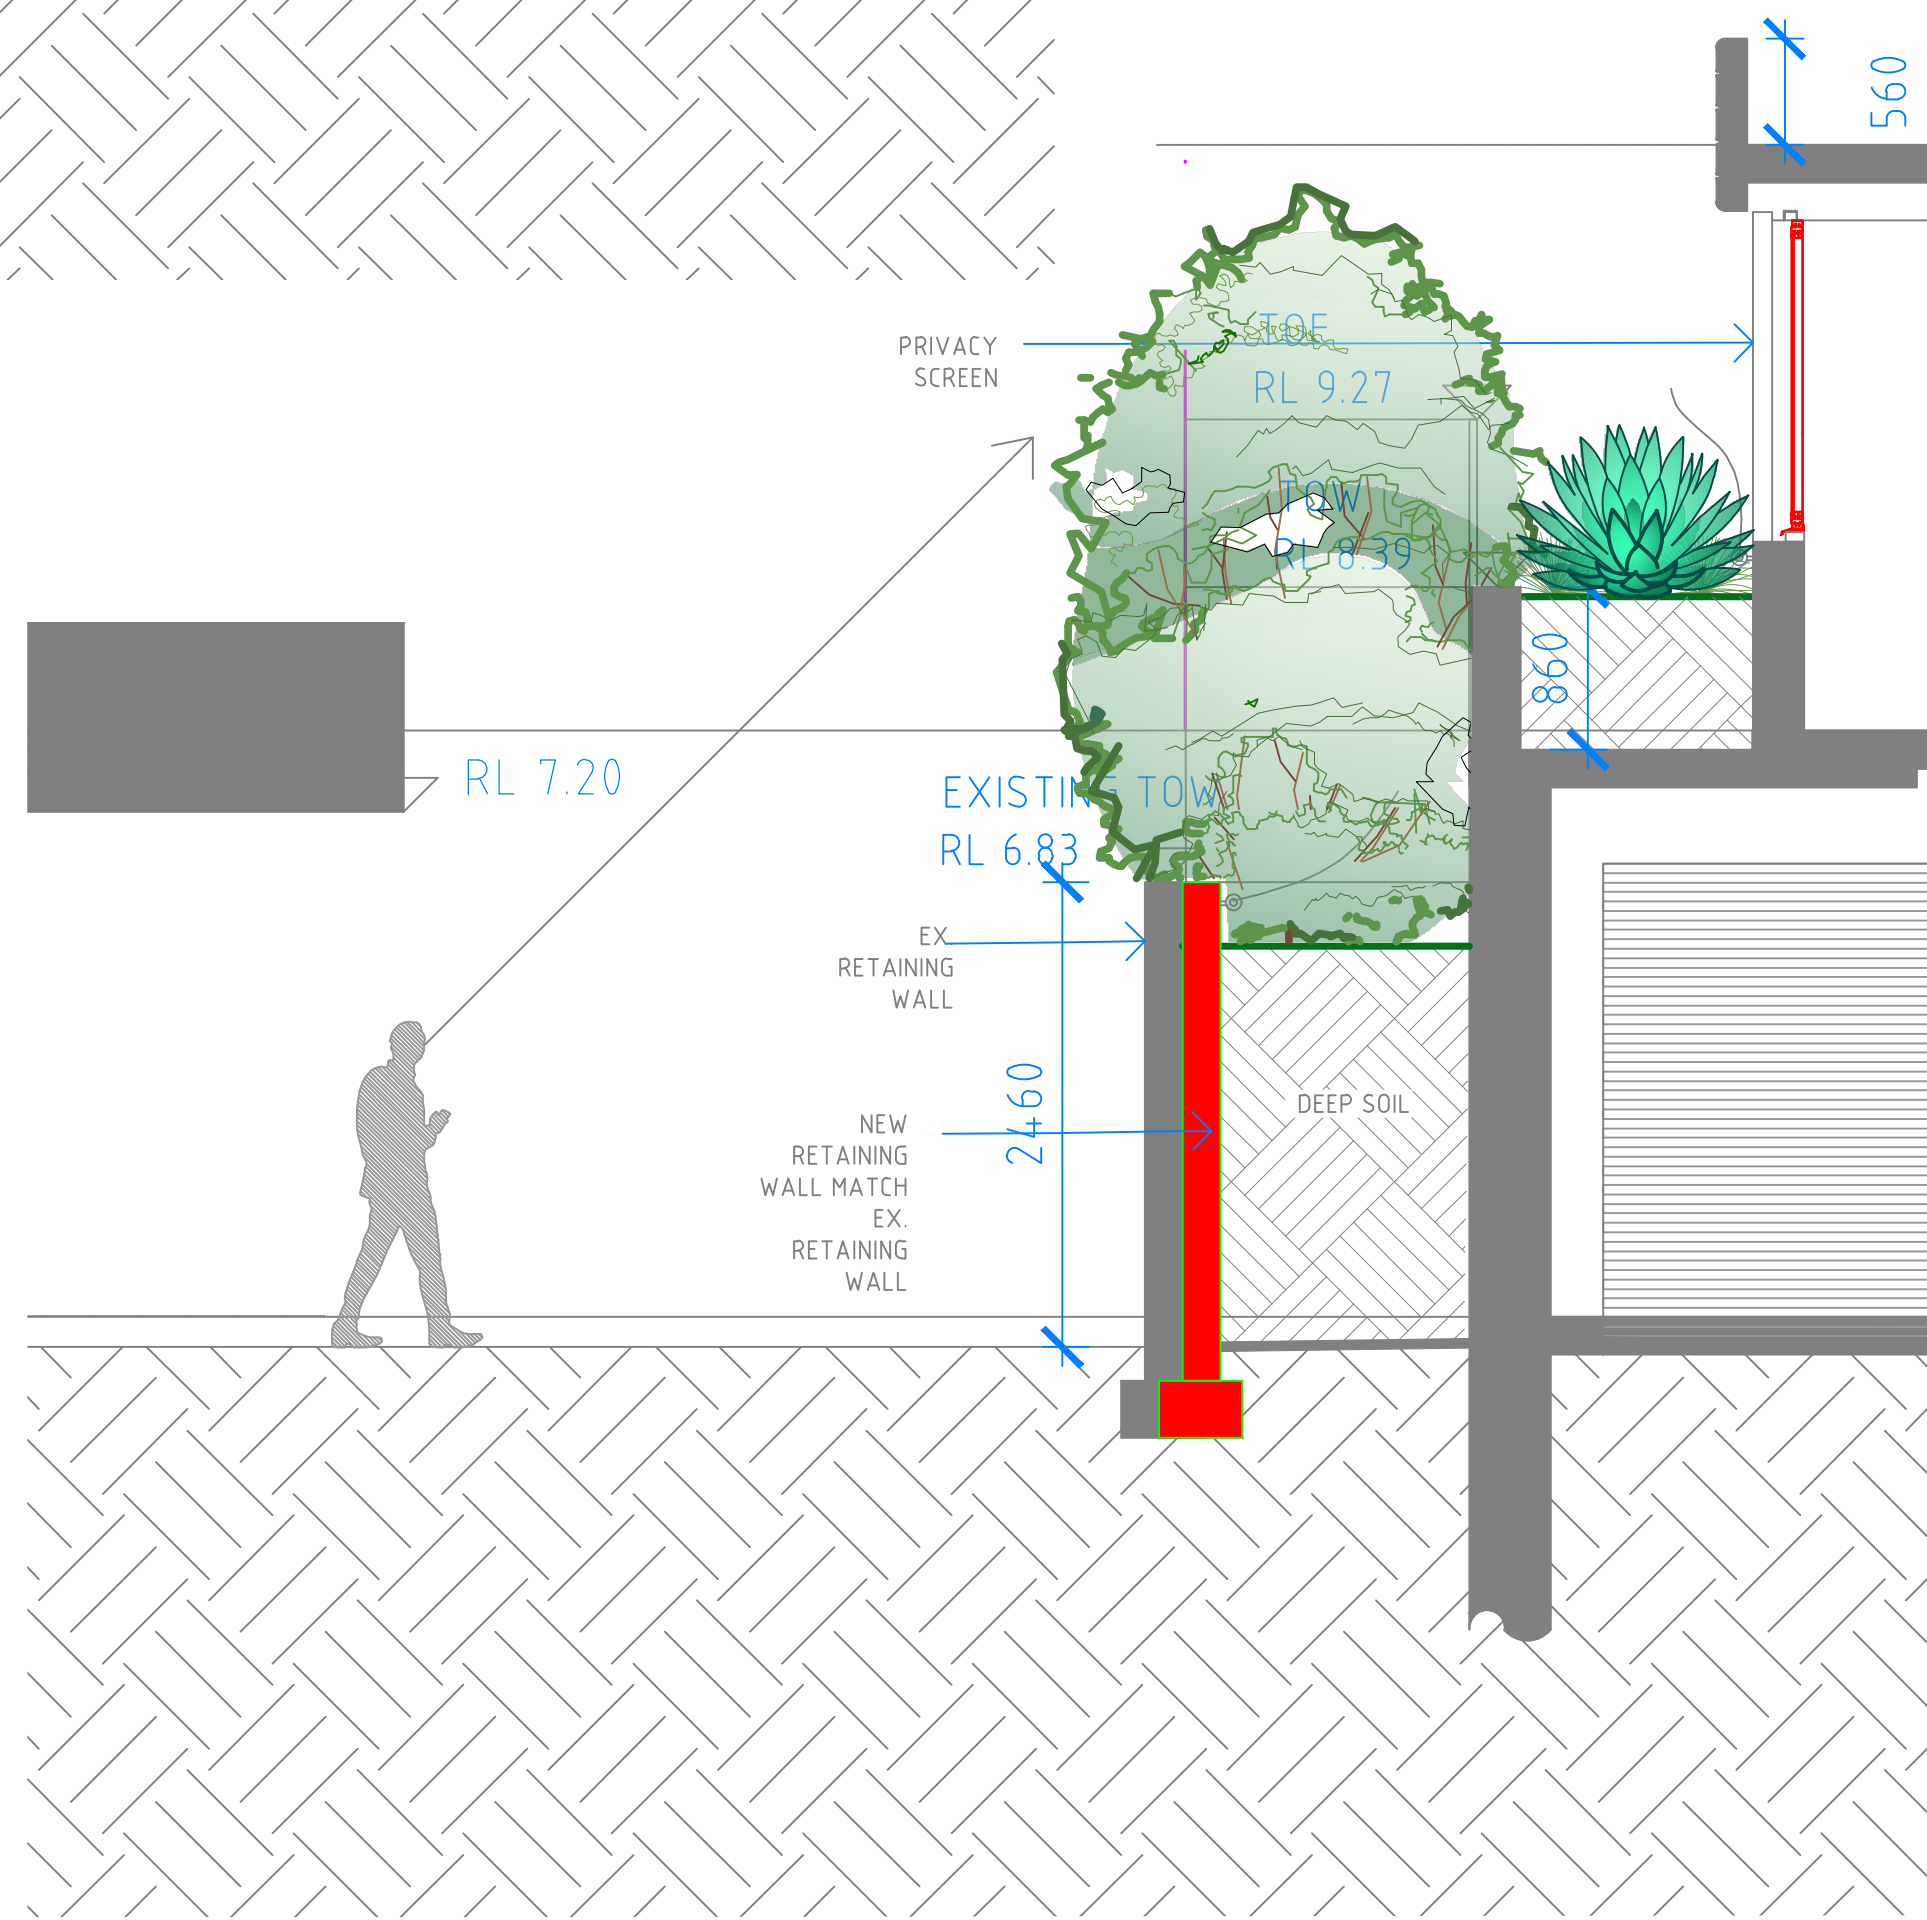 560
PRIVACY
SCREEN
TOF
RL 9.27
TOW
RL 8.39
860
RL 7.20
EXISTING TOW
RL 6.83
EX.
RETAINING
WALL
2460
DEEP SOIL
NEW
RETAINING
WALL MATCH
EX.
RETAINING
WALL